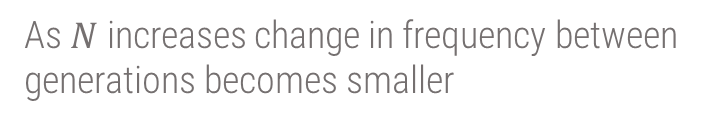 As N increases change in frequency between
generations becomes smaller